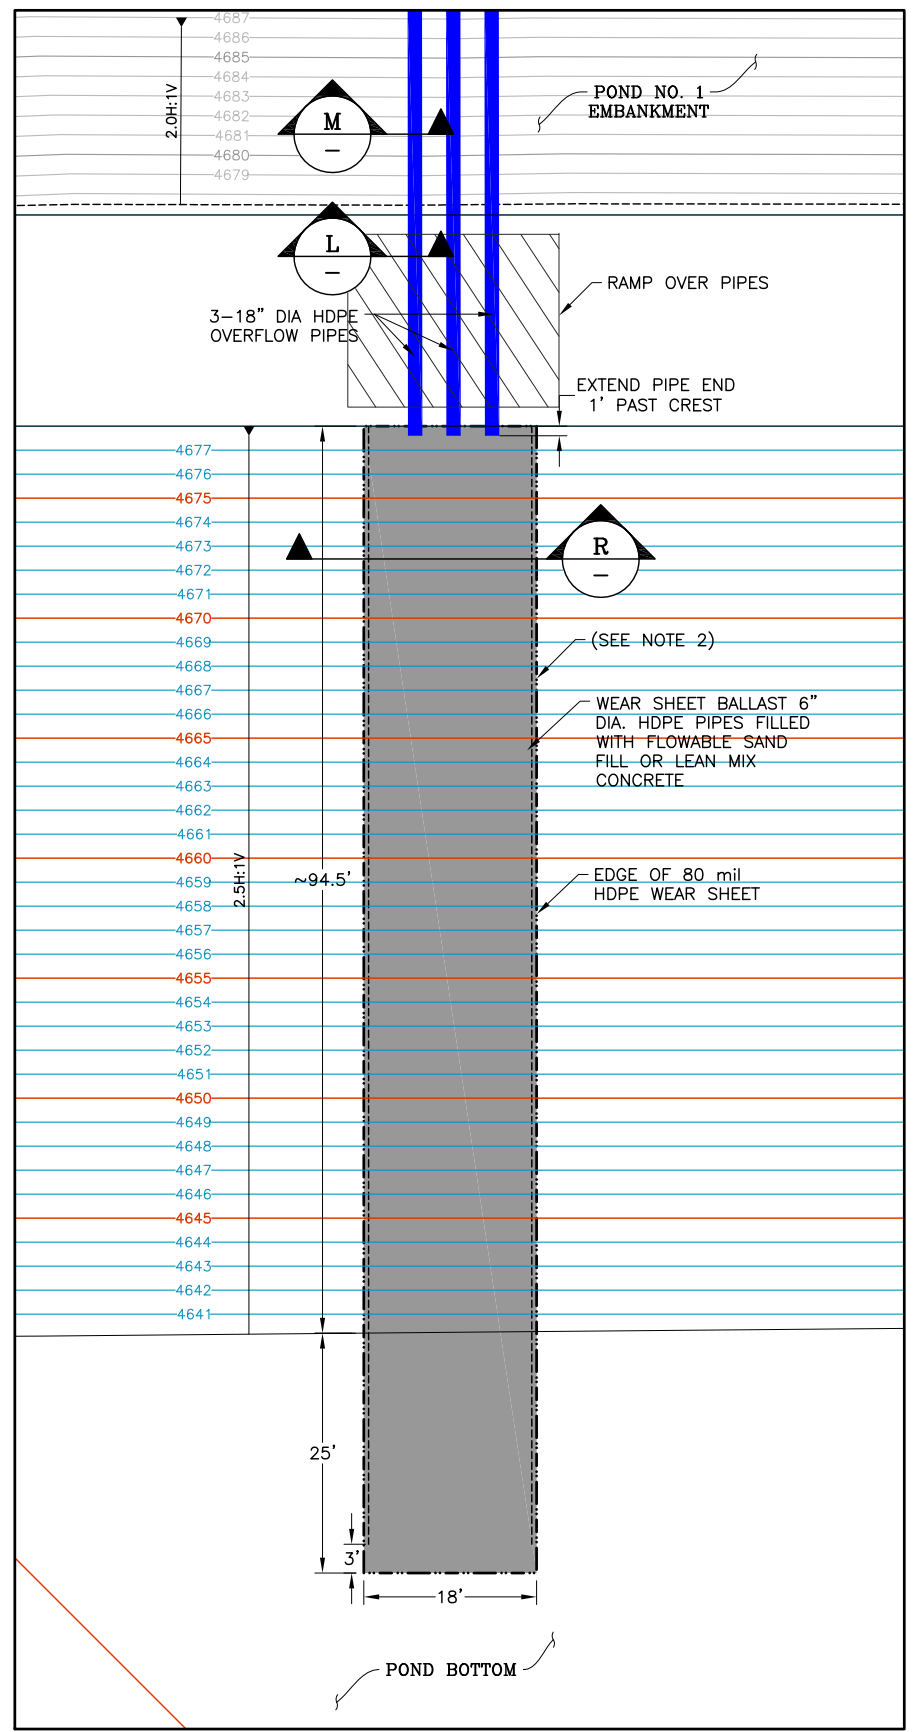 4687
4686
4685
4684
4683
4682
4681
4680
4679
2.0H:1V
POND NO. 1
EMBANKMENT
M
–
L
–
RAMP OVER PIPES
3–18" DIA HDPE
OVERFLOW PIPES
EXTEND PIPE END
1' PAST CREST
4677
4676
4675
4674
4673
4672
4671
4670
4669
4668
4667
4666
4665
4664
4663
4662
4661
4660
4659
4658
4657
4656
4655
4654
4653
4652
4651
4650
4649
4648
4647
4646
4645
4644
4643
4642
4641
R
–
(SEE NOTE 2)
WEAR SHEET BALLAST 6"
DIA. HDPE PIPES FILLED
WITH FLOWABLE SAND
FILL OR LEAN MIX
CONCRETE
2.5H:1V
~94.5'
EDGE OF 80 mil
HDPE WEAR SHEET
25'
3'
18'
POND BOTTOM